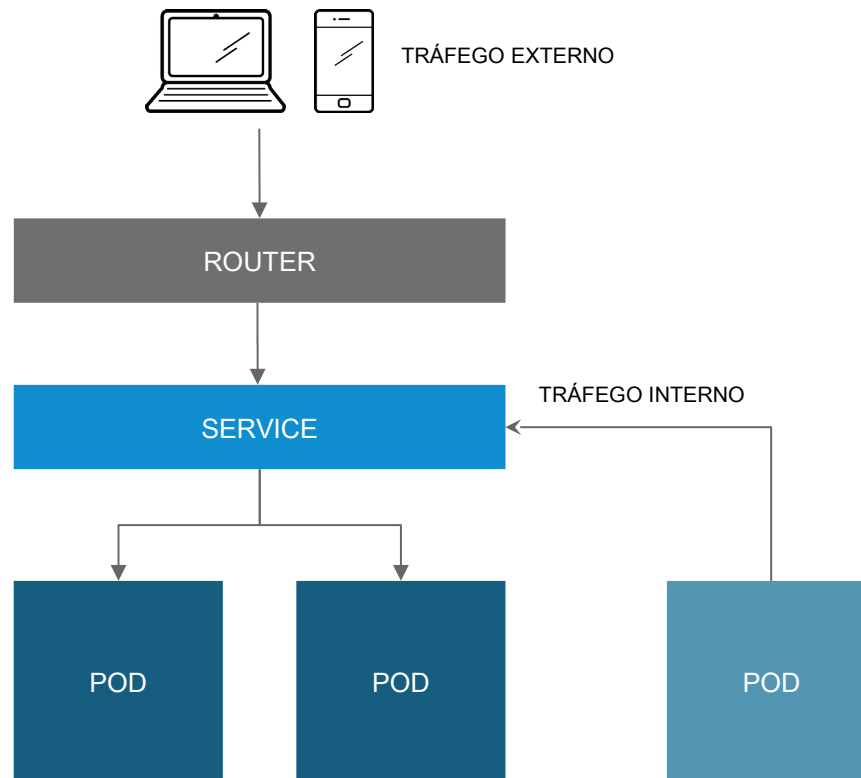 TRÁFEGO EXTERNO
ROUTER
TRÁFEGO INTERNO
SERVICE
POD
POD
POD